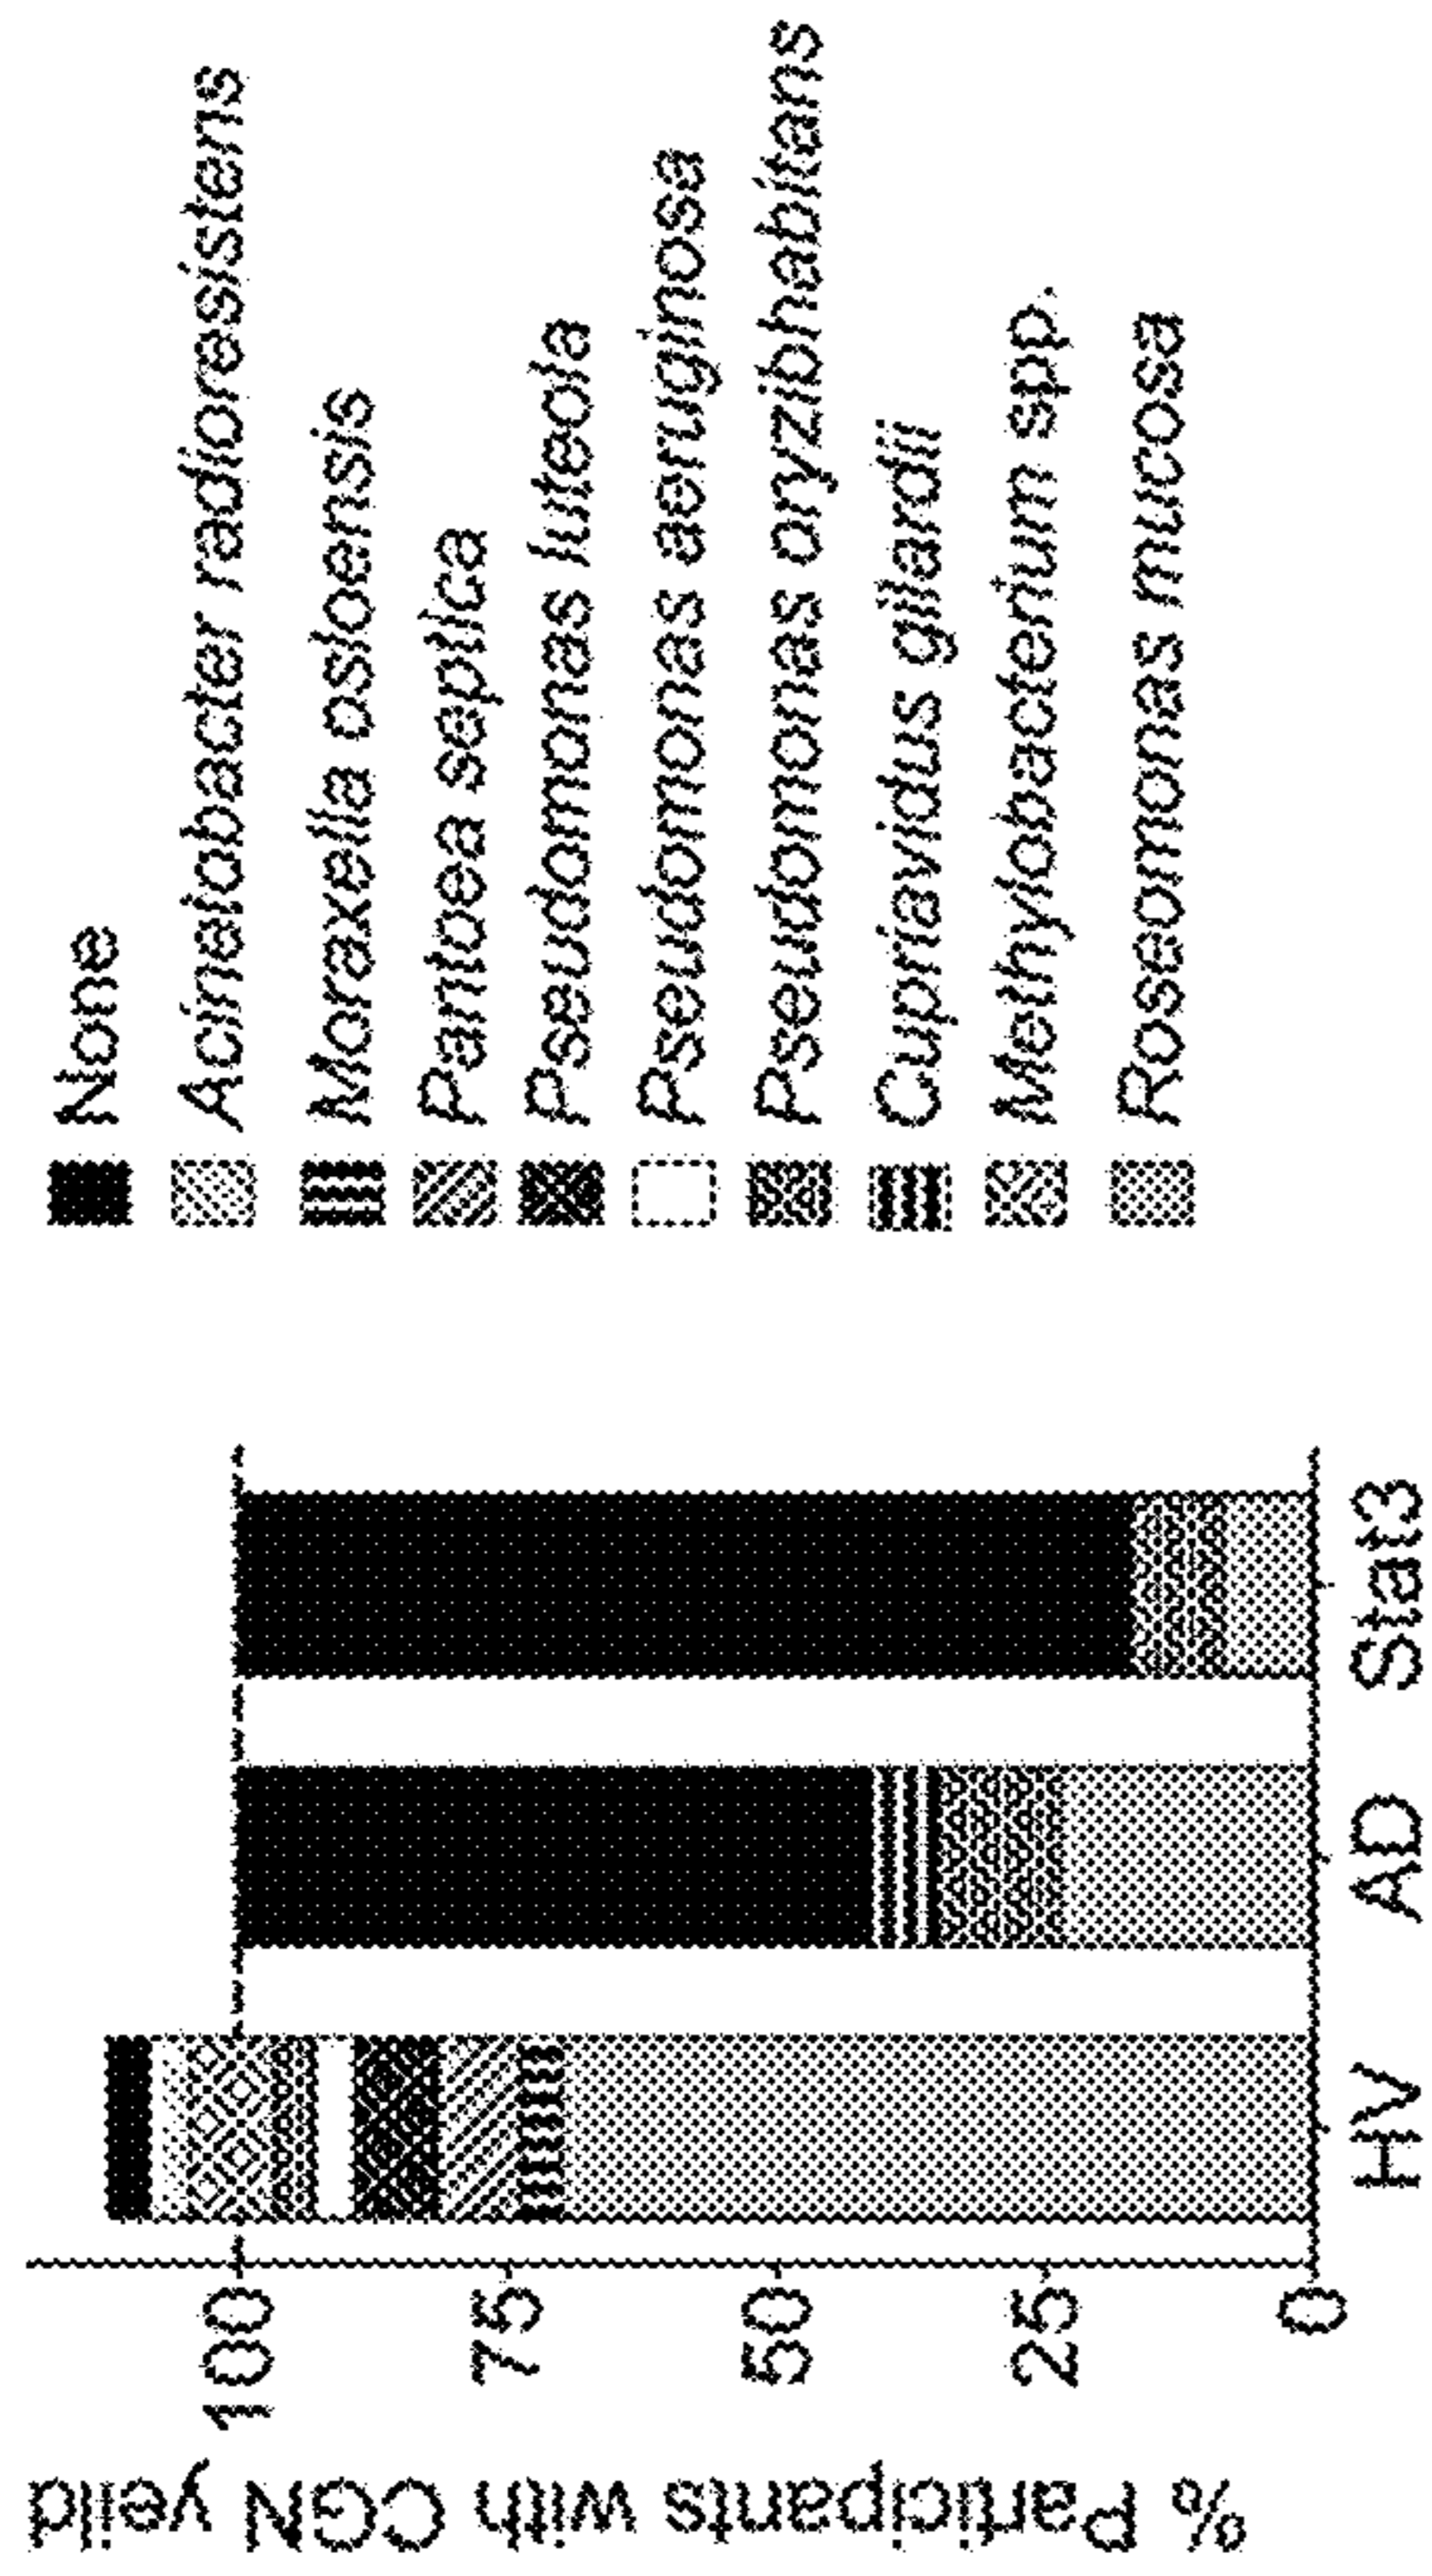 % Participants with CGN yeild
100
75
50
25
0
HV
AD
Stat3
None
Acinetobacter radioresistens
Moraxella osloensis
Pantoea septica
Pseudomonas luteola
Pseudomonas aeruginosa
Pseudomonas oryzibhabitans
Cupriavidus gilardii
Methylobacterium spp.
Roseomonas mucosa